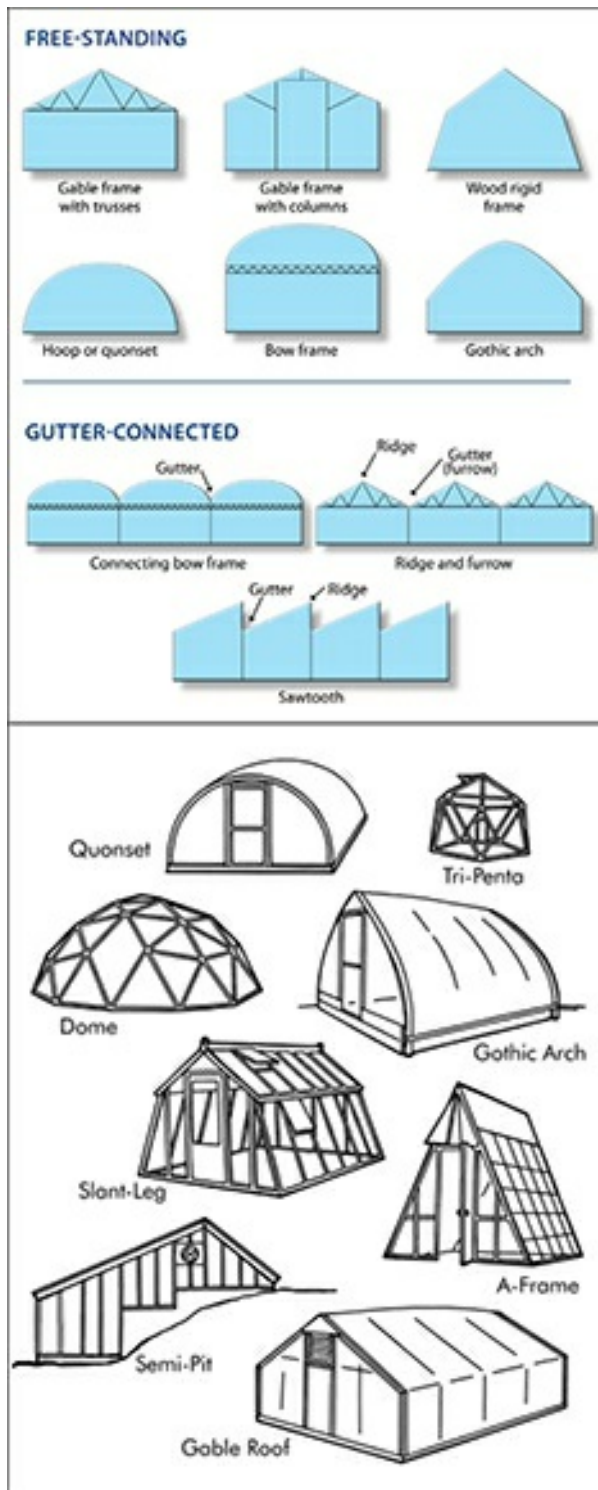 FREE-STANDING
Gable frame
with trusses
Gable frame
with columns
Wood rigid
frame
Hoop or quonset
Bow frame
Gothic arch
GUTTER-CONNECTED
Gutter
Ridge
Gutter
(furrow)
Connecting bow frame
Ridge and furrow
Gutter
Ridge
Sawtooth
Quonset
Tri-Penta
Dome
Gothic Arch
Slant-Leg
A-Frame
Semi-Pit
Gable Roof